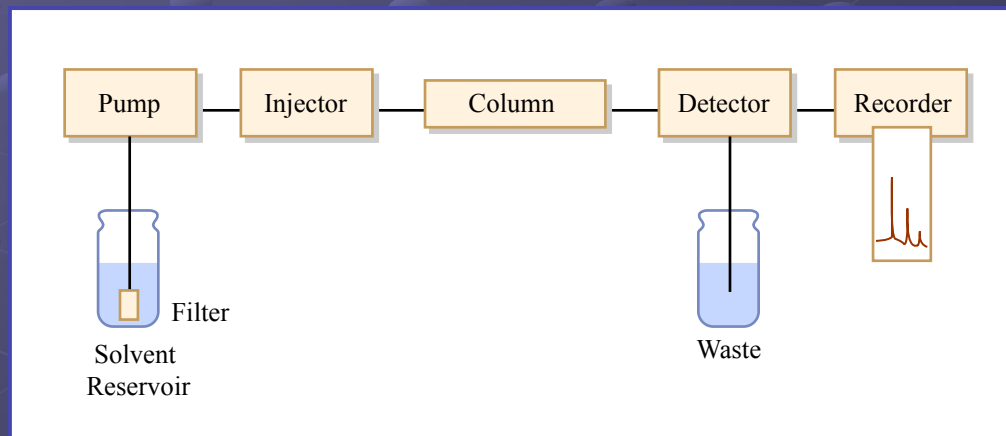 Pump
Injector
Column
Detector
Recorder
Filter
Solvent
Reservoir
Waste